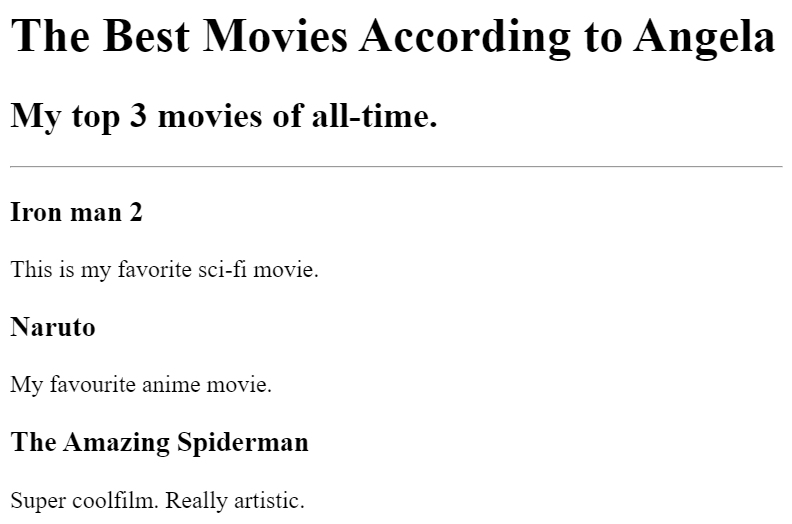 The Best Movies According to Angela
My top 3 movies of all-time.
Iron man 2
This is my favorite sci-fi movie.
Naruto
My favourite anime movie.
The Amazing Spiderman
Super coolfilm. Really artistic.